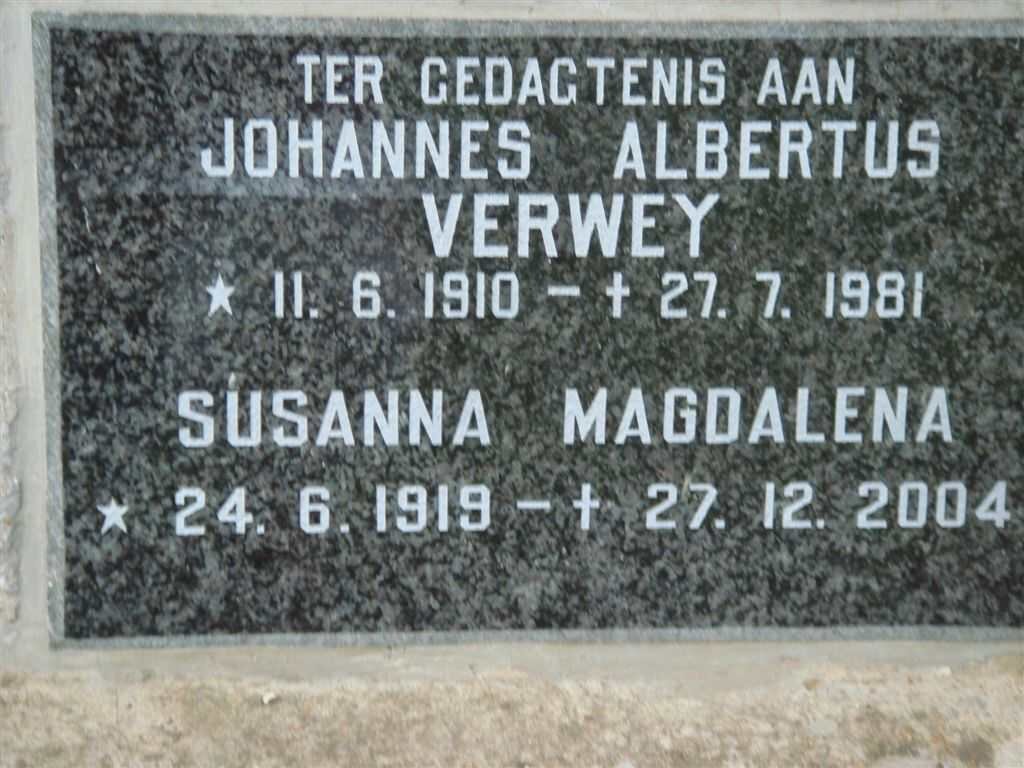 TER GEDAGTENIS AAN
JOHANNES ALBERTUS
VERWEY
★ 11. 6. 1910 – † 27. 7. 1981
SUSANNA MAGDALENA
★ 24. 6. 1919 – † 27. 12. 2004